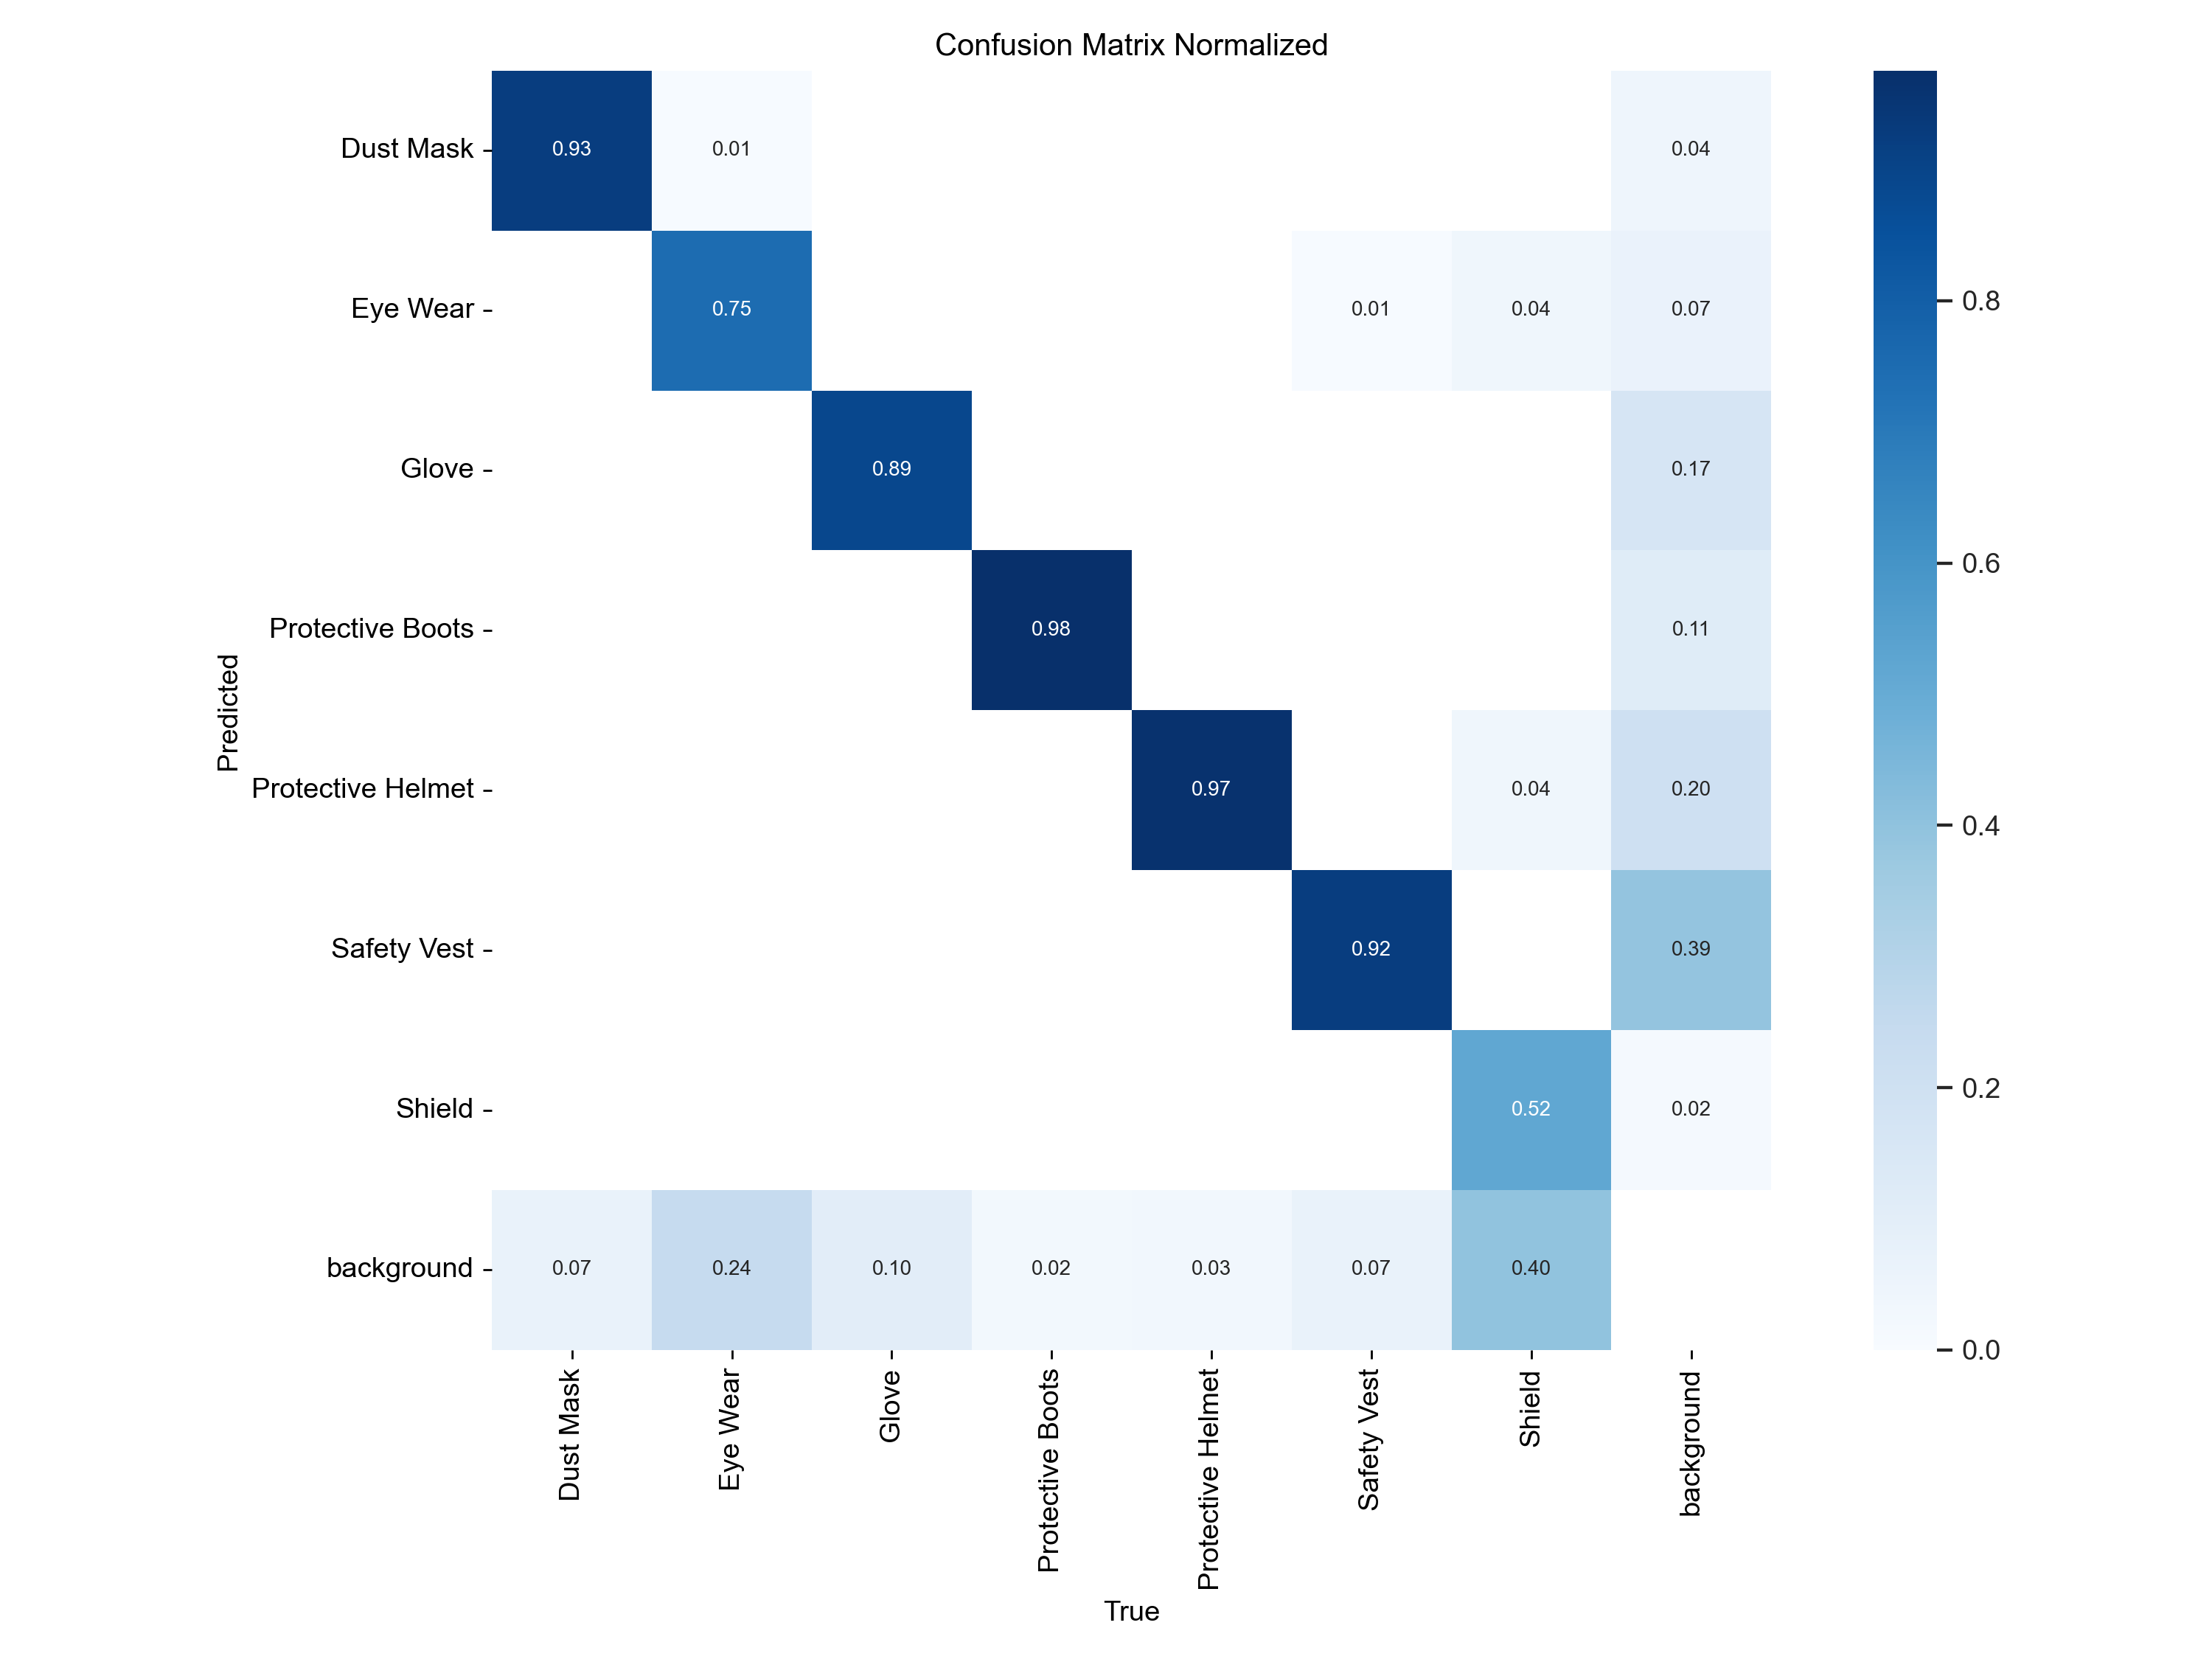 Confusion Matrix Normalized
Dust Mask 0.93 0.01 0.04
Eye Wear 0.75 0.01 0.04 0.07 0.8
Glove 0.89 0.17
0.6
Protective Boots 0.98 0.11
Predicted
Protective Helmet 0.97 0.04 0.20
0.4
Safety Vest 0.92 0.39
Shield 0.52 0.02
0.2
background 0.07 0.24 0.10 0.02 0.03 0.07 0.40
0.0
Dust Mask
Eye Wear
Glove
Protective Boots
Protective Helmet
Safety Vest
Shield
background
True